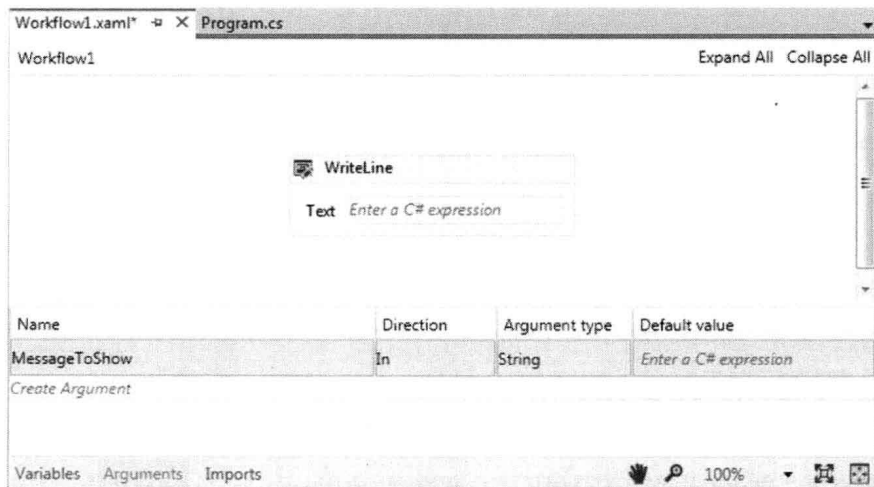 Workflow1.xaml* Program.cs
Workflow1 Expand All Collapse All
WriteLine
Text Enter a C# expression
Name Direction Argument type Default value
MessageToShow In String Enter a C# expression
Create Argument
Variables Arguments Imports 100%